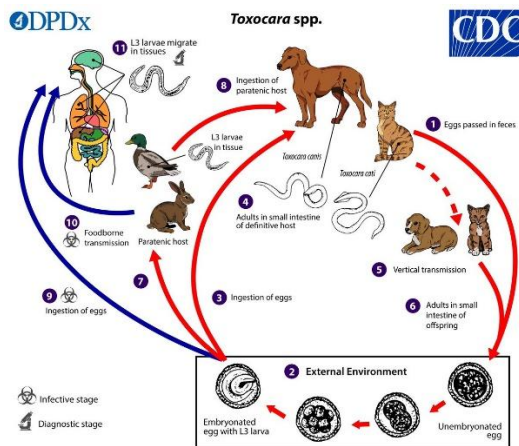 DPDx
Toxocara spp.
CDC
11 L3 larvae migrate
in tissues
8 Ingestion of
paratenic host
1 Eggs passed in feces
L3 larvae
in tissue
Toxocara canis
Toxocara cati
4
Adults in small
intestine of
definitive host
10 Foodborne
transmission
Paratenic host
5
Vertical transmission
9
Ingestion of eggs
7
3 Ingestion of eggs
6 Adults in small
intestine of
offspring
2 External Environment
Embryonated
egg with L3 larva
Unembryonated
egg
Infective stage
Diagnostic stage